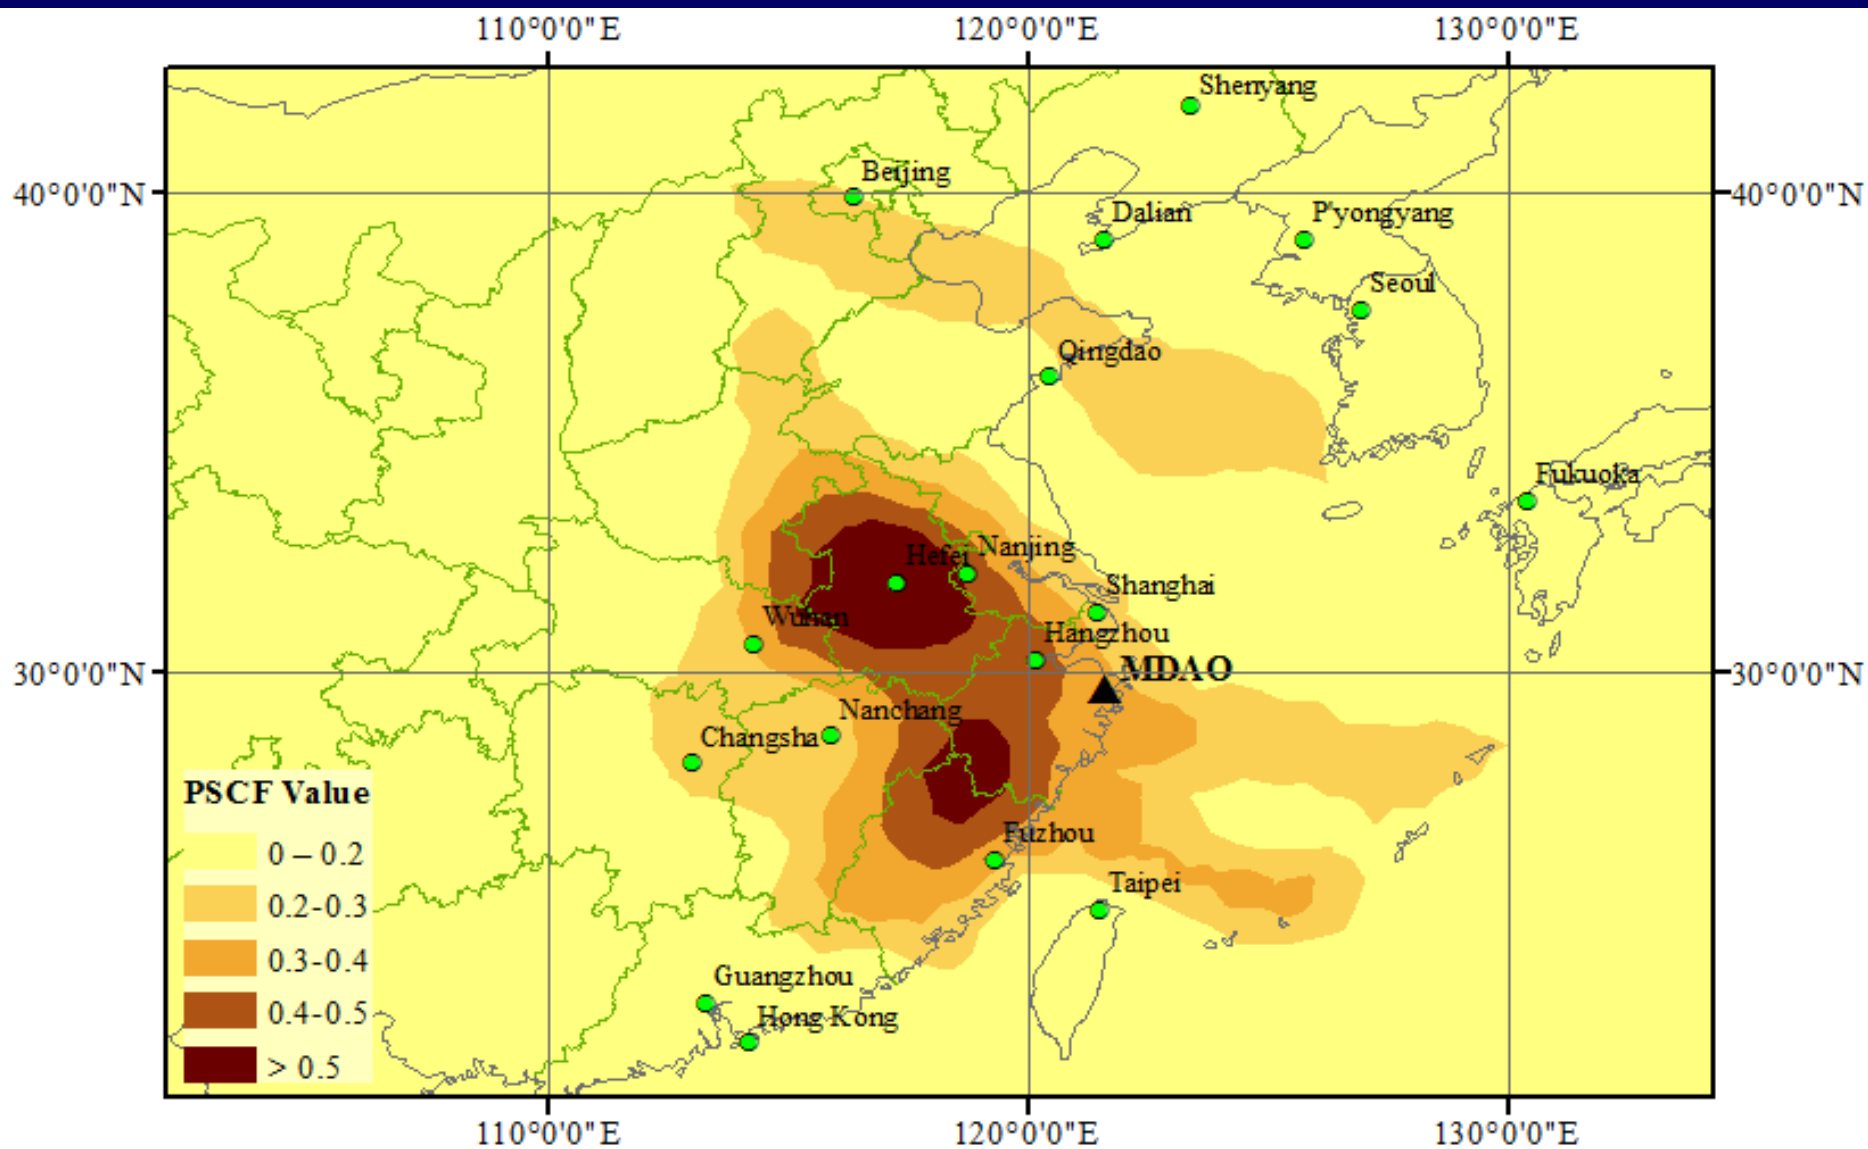 110°0'0"E 120°0'0"E 130°0'0"E
Shenyang
Beijing
40°0'0"N 40°0'0"N
Dalian P'yongyang
Seoul
Qingdao
Fukuoka
Hefei Nanjing
Shanghai
Wuhan
Hangzhou
30°0'0"N MDAO 30°0'0"N
Nanchang
Changsha
PSCF Value
Fuzhou
0 – 0.2
Taipei
0.2-0.3
0.3-0.4
Guangzhou
0.4-0.5 Hong Kong
> 0.5
110°0'0"E 120°0'0"E 130°0'0"E